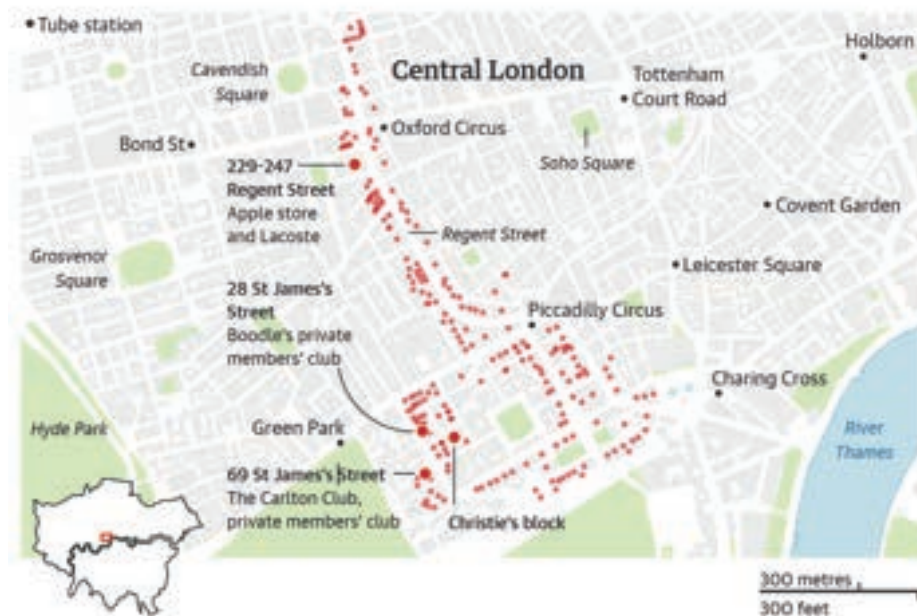 Tube station
Central London
Holborn
Cavendish
Square
Tottenham
Court Road
Oxford Circus
Bond St
Soho Square
229-247
Regent Street
Apple store
and Lacoste
Covent Garden
Regent Street
Grosvenor
Square
Leicester Square
28 St James's
Street
Boodle's private
members' club
Piccadilly Circus
Charing Cross
Hyde Park
Green Park
River
Thames
69 St James's Street
The Carlton Club,
private members' club
Christie's block
300 metres
300 feet